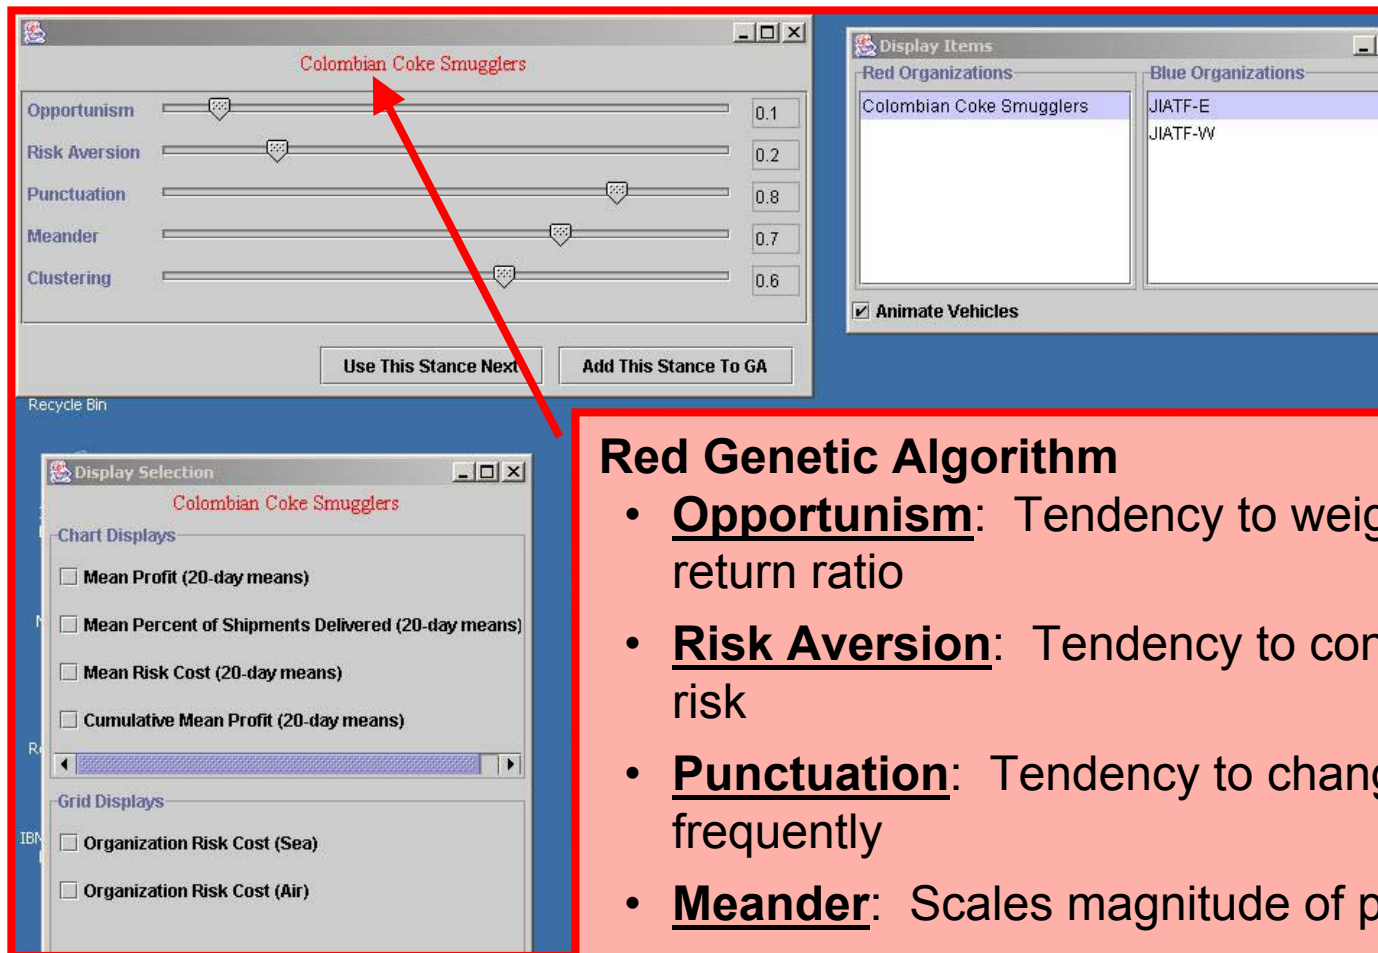 Colombian Coke Smugglers
Opportunism 0.1
Risk Aversion 0.2
Punctuation 0.8
Meander 0.7
Clustering 0.6
Use This Stance Next Add This Stance To GA
Display Items
Red Organizations Blue Organizations
Colombian Coke Smugglers JIATF-E
JIATF-W
Animate Vehicles
Recycle Bin
Display Selection
Colombian Coke Smugglers
Chart Displays
Mean Profit (20-day means)
Mean Percent of Shipments Delivered (20-day means)
Mean Risk Cost (20-day means)
Cumulative Mean Profit (20-day means)
Grid Displays
IBM
Organization Risk Cost (Sea)
Organization Risk Cost (Air)
Red Genetic Algorithm
• Opportunism: Tendency to
return ratio
• Risk Aversion: Tendency to
risk
• Punctuation: Tendency to
frequently
• Meander: Scales magnitude of